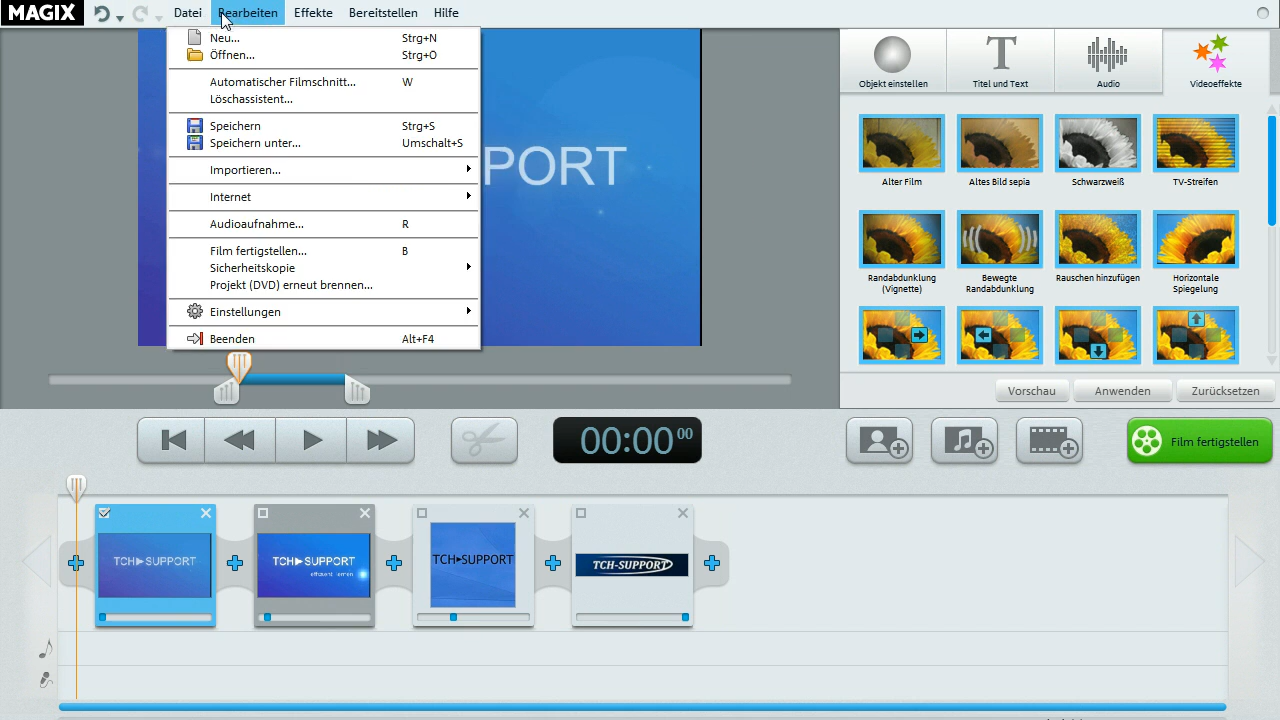 MAGIX
Datei
Bearbeiten
Effekte
Bereitstellen
Hilfe
Neu... Strg+N
Öffnen... Strg+O
Automatischer Filmschnitt... W
Löschassistent...
Speichern Strg+S
Speichern unter... Umschalt+S
Importieren...
Internet
Audioaufnahme... R
Film fertigstellen... B
Sicherheitskopie
Projekt (DVD) erneut brennen...
Einstellungen
Beenden Alt+F4
PORT
Objekt einstellen
Titel und Text
Audio
Videoeffekte
Alter Film
Altes Bild sepia
Schwarzweiß
TV-Streifen
Randabdunklung
(Vignette)
Bewegte
Randabdunklung
Rauschen hinzufügen
Horizontale
Spiegelung
Vorschau
Anwenden
Zurücksetzen
00:00 00
Film fertigstellen
TCH SUPPORT
TCH SUPPORT
effizient lernen
TCH SUPPORT
TCH-SUPPORT